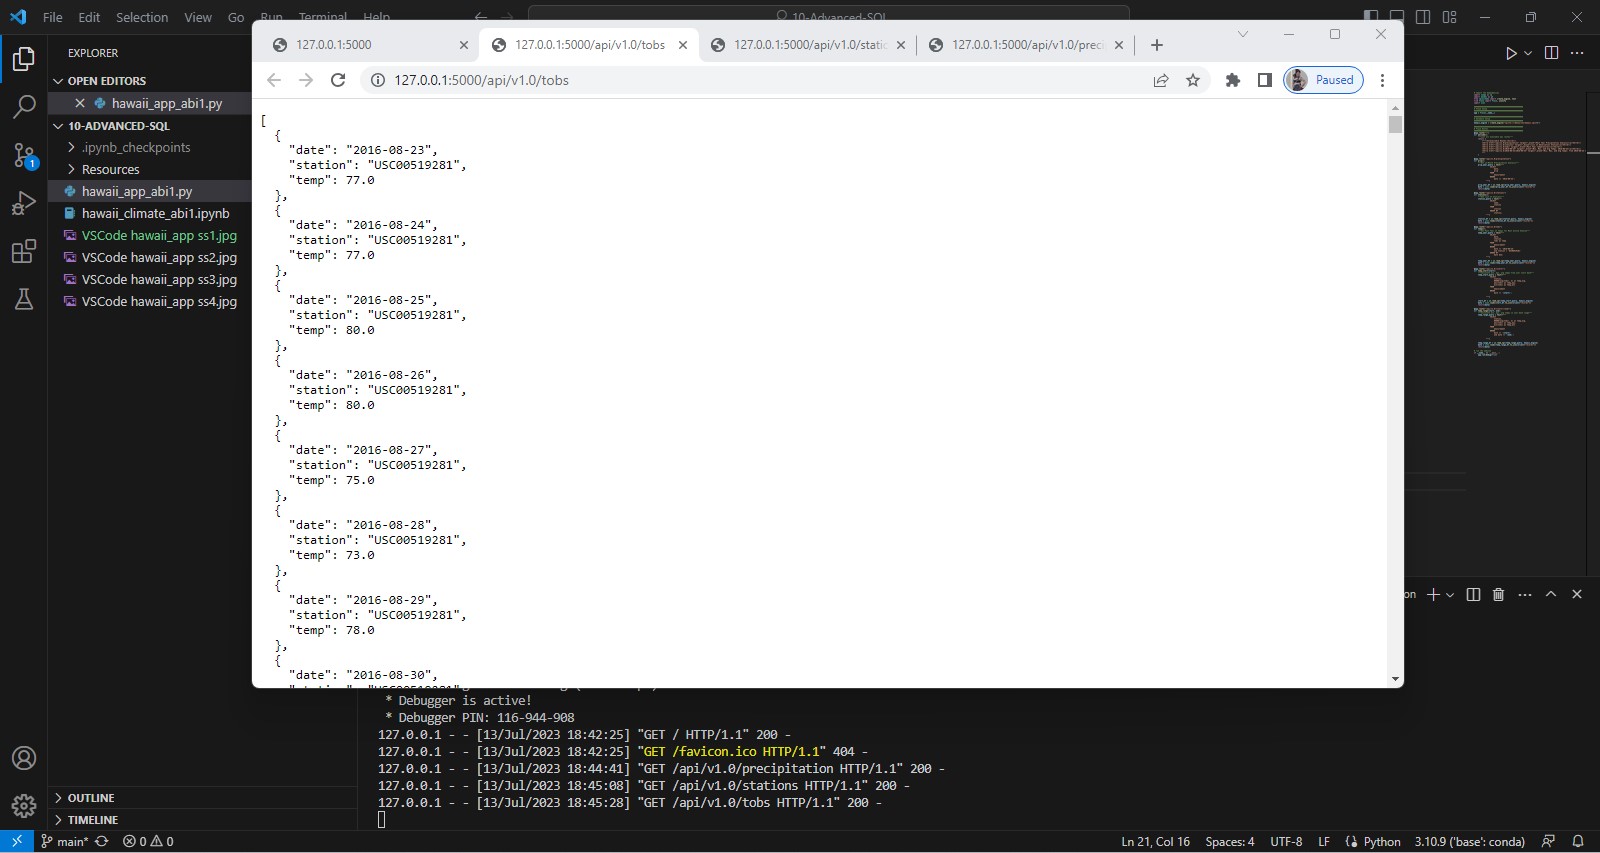 File Edit Selection View Go Run Terminal Help
10-Advanced-SQL
EXPLORER
OPEN EDITORS
hawaii_app_abi1.py
10-ADVANCED-SQL
.ipynb_checkpoints
Resources
hawaii_app_abi1.py
hawaii_climate_abi1.ipynb
VSCode hawaii_app ss1.jpg
VSCode hawaii_app ss2.jpg
VSCode hawaii_app ss3.jpg
VSCode hawaii_app ss4.jpg
1
OUTLINE
TIMELINE
127.0.0.1:5000
127.0.0.1:5000/api/v1.0/tobs
127.0.0.1:5000/api/v1.0/static
127.0.0.1:5000/api/v1.0/preci
127.0.0.1:5000/api/v1.0/tobs
Paused
[
{
"date": "2016-08-23",
"station": "USC00519281",
"temp": 77.0
},
{
"date": "2016-08-24",
"station": "USC00519281",
"temp": 77.0
},
{
"date": "2016-08-25",
"station": "USC00519281",
"temp": 80.0
},
{
"date": "2016-08-26",
"station": "USC00519281",
"temp": 80.0
},
{
"date": "2016-08-27",
"station": "USC00519281",
"temp": 75.0
},
{
"date": "2016-08-28",
"station": "USC00519281",
"temp": 73.0
},
{
"date": "2016-08-29",
"station": "USC00519281",
"temp": 78.0
},
{
"date": "2016-08-30",
on
* Debugger is active!
* Debugger PIN: 116-944-908
127.0.0.1 - - [13/Jul/2023 18:42:25] "GET / HTTP/1.1" 200 -
127.0.0.1 - - [13/Jul/2023 18:42:25] "GET /favicon.ico HTTP/1.1" 404 -
127.0.0.1 - - [13/Jul/2023 18:44:41] "GET /api/v1.0/precipitation HTTP/1.1" 200 -
127.0.0.1 - - [13/Jul/2023 18:45:08] "GET /api/v1.0/stations HTTP/1.1" 200 -
127.0.0.1 - - [13/Jul/2023 18:45:28] "GET /api/v1.0/tobs HTTP/1.1" 200 -
main* 0 0 Ln 21, Col 16 Spaces: 4 UTF-8 LF Python 3.10.9 ('base': conda)